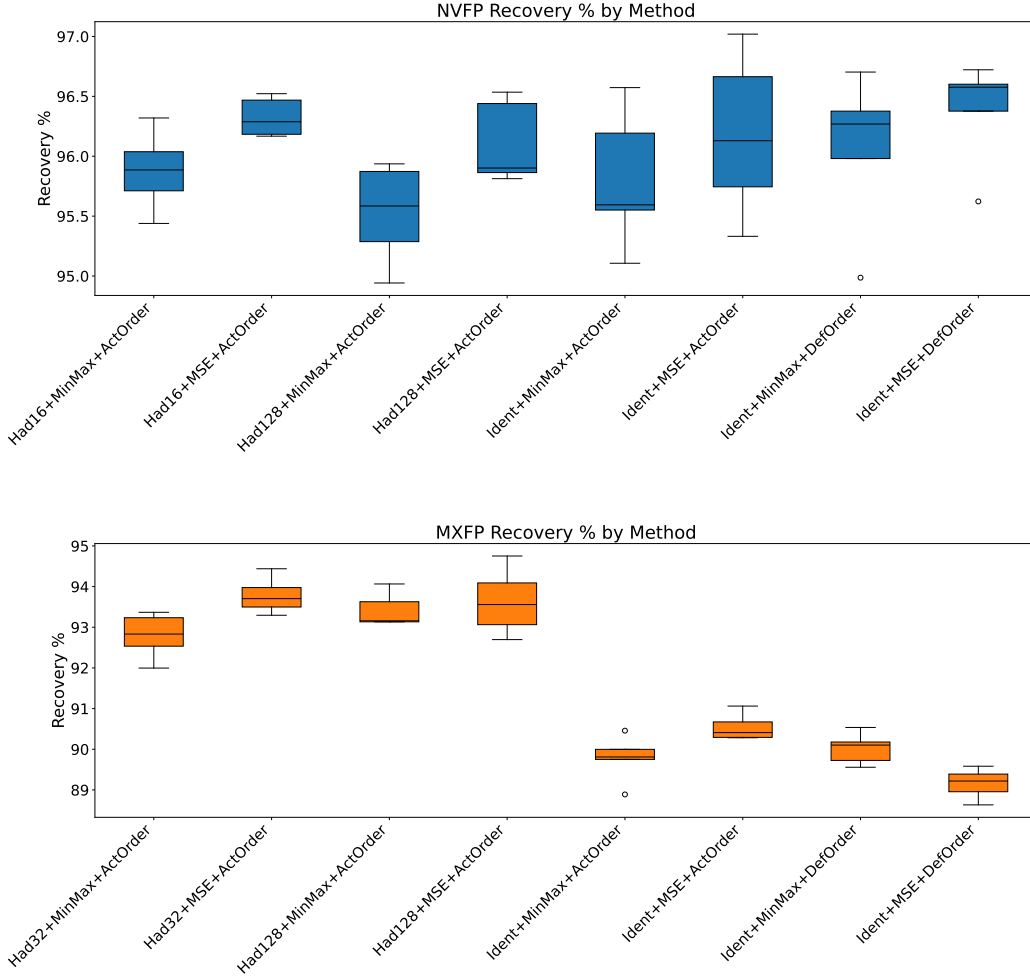 NVFP Recovery % by Method
Recovery %
97.0
96.5
96.0
95.5
95.0
Had16+MinMax+ActOrder
Had16+MSE+ActOrder
Had128+MinMax+ActOrder
Had128+MSE+ActOrder
Ident+MinMax+ActOrder
Ident+MSE+ActOrder
Ident+MinMax+DefOrder
Ident+MSE+DefOrder
MXFP Recovery % by Method
Recovery %
95
94
93
92
91
90
89
Had32+MinMax+ActOrder
Had32+MSE+ActOrder
Had128+MinMax+ActOrder
Had128+MSE+ActOrder
Ident+MinMax+ActOrder
Ident+MSE+ActOrder
Ident+MinMax+DefOrder
Ident+MSE+DefOrder